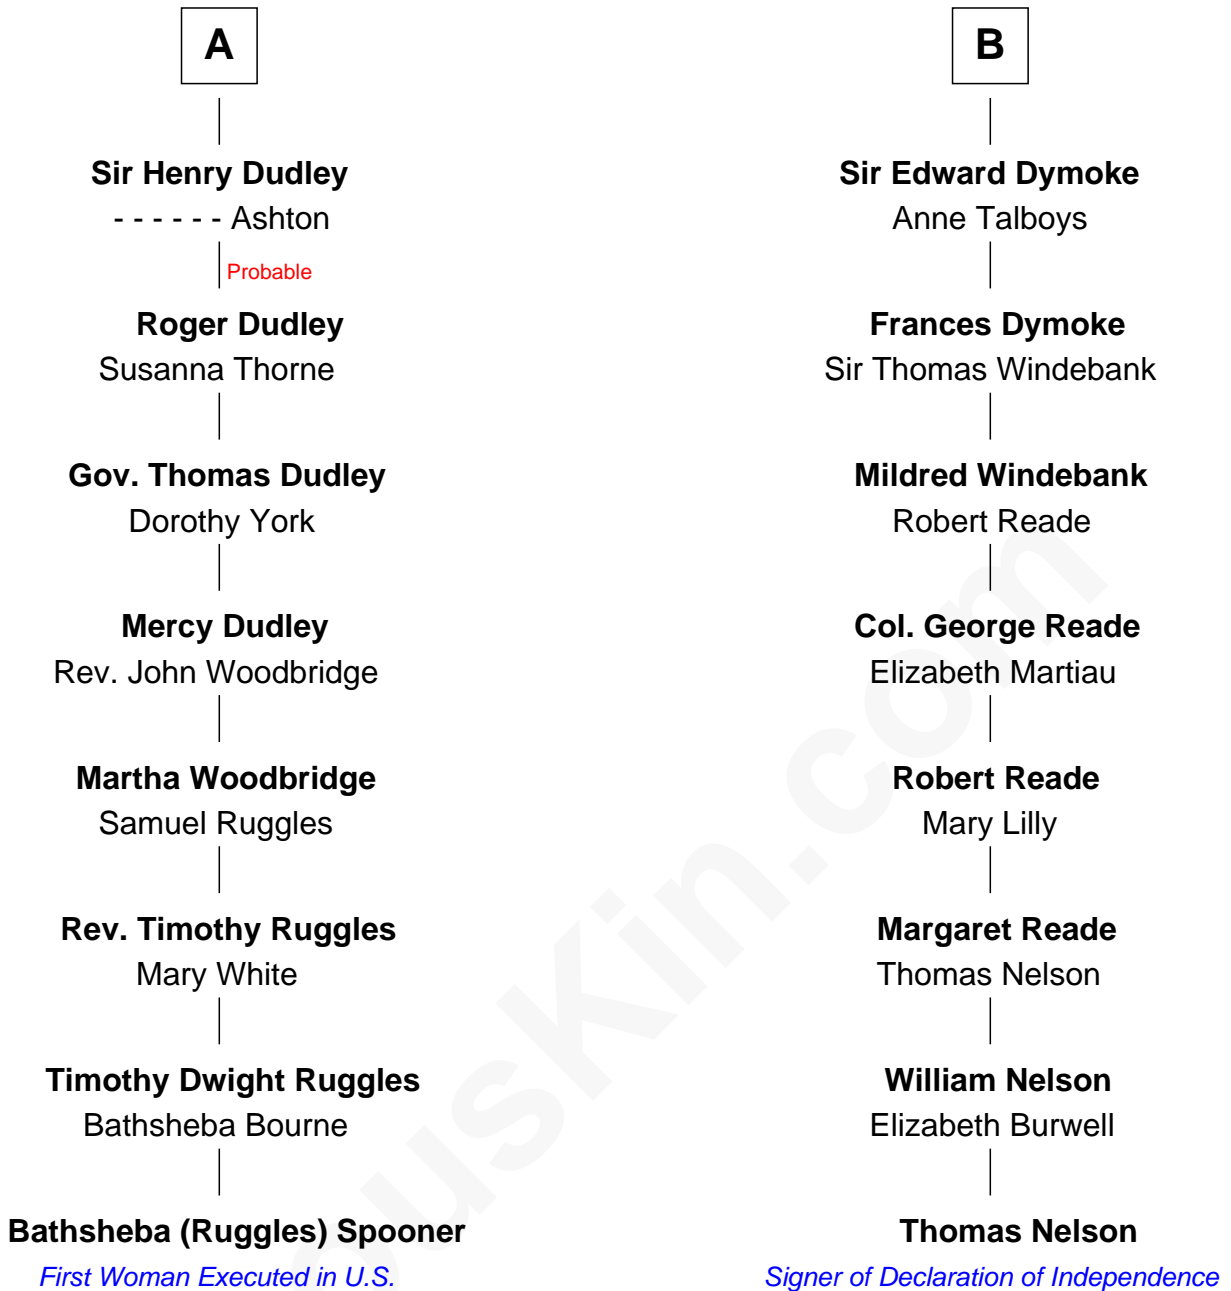 A
Sir Henry Dudley
- - - - - - Ashton
Probable
Roger Dudley
Susanna Thorne
Gov. Thomas Dudley
Dorothy York
Mercy Dudley
Rev. John Woodbridge
Martha Woodbridge
Samuel Ruggles
Rev. Timothy Ruggles
Mary White
Timothy Dwight Ruggles
Bathsheba Bourne
Bathsheba (Ruggles) Spooner
First Woman Executed in U.S.
B
Sir Edward Dymoke
Anne Talboys
Frances Dymoke
Sir Thomas Windebank
Mildred Windebank
Robert Reade
Col. George Reade
Elizabeth Martiau
Robert Reade
Mary Lilly
Margaret Reade
Thomas Nelson
William Nelson
Elizabeth Burwell
Thomas Nelson
Signer of Declaration of Independence
ousKin.com